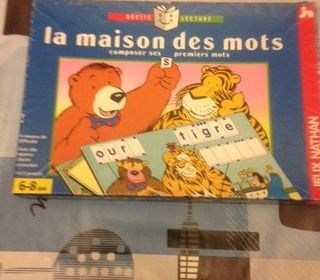 DÉCLIC LECTURE
la maison des mots
composer ses premiers mots
S
our
tigre
6-8 ans
JEUX NATHAN